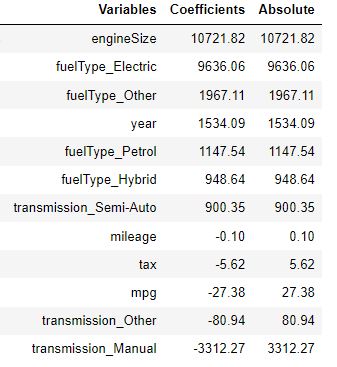 Variables Coefficients Absolute
engineSize 10721.82 10721.82
fuelType_Electric 9636.06 9636.06
fuelType_Other 1967.11 1967.11
year 1534.09 1534.09
fuelType_Petrol 1147.54 1147.54
fuelType_Hybrid 948.64 948.64
transmission_Semi-Auto 900.35 900.35
mileage -0.10 0.10
tax -5.62 5.62
mpg -27.38 27.38
transmission_Other -80.94 80.94
transmission_Manual -3312.27 3312.27